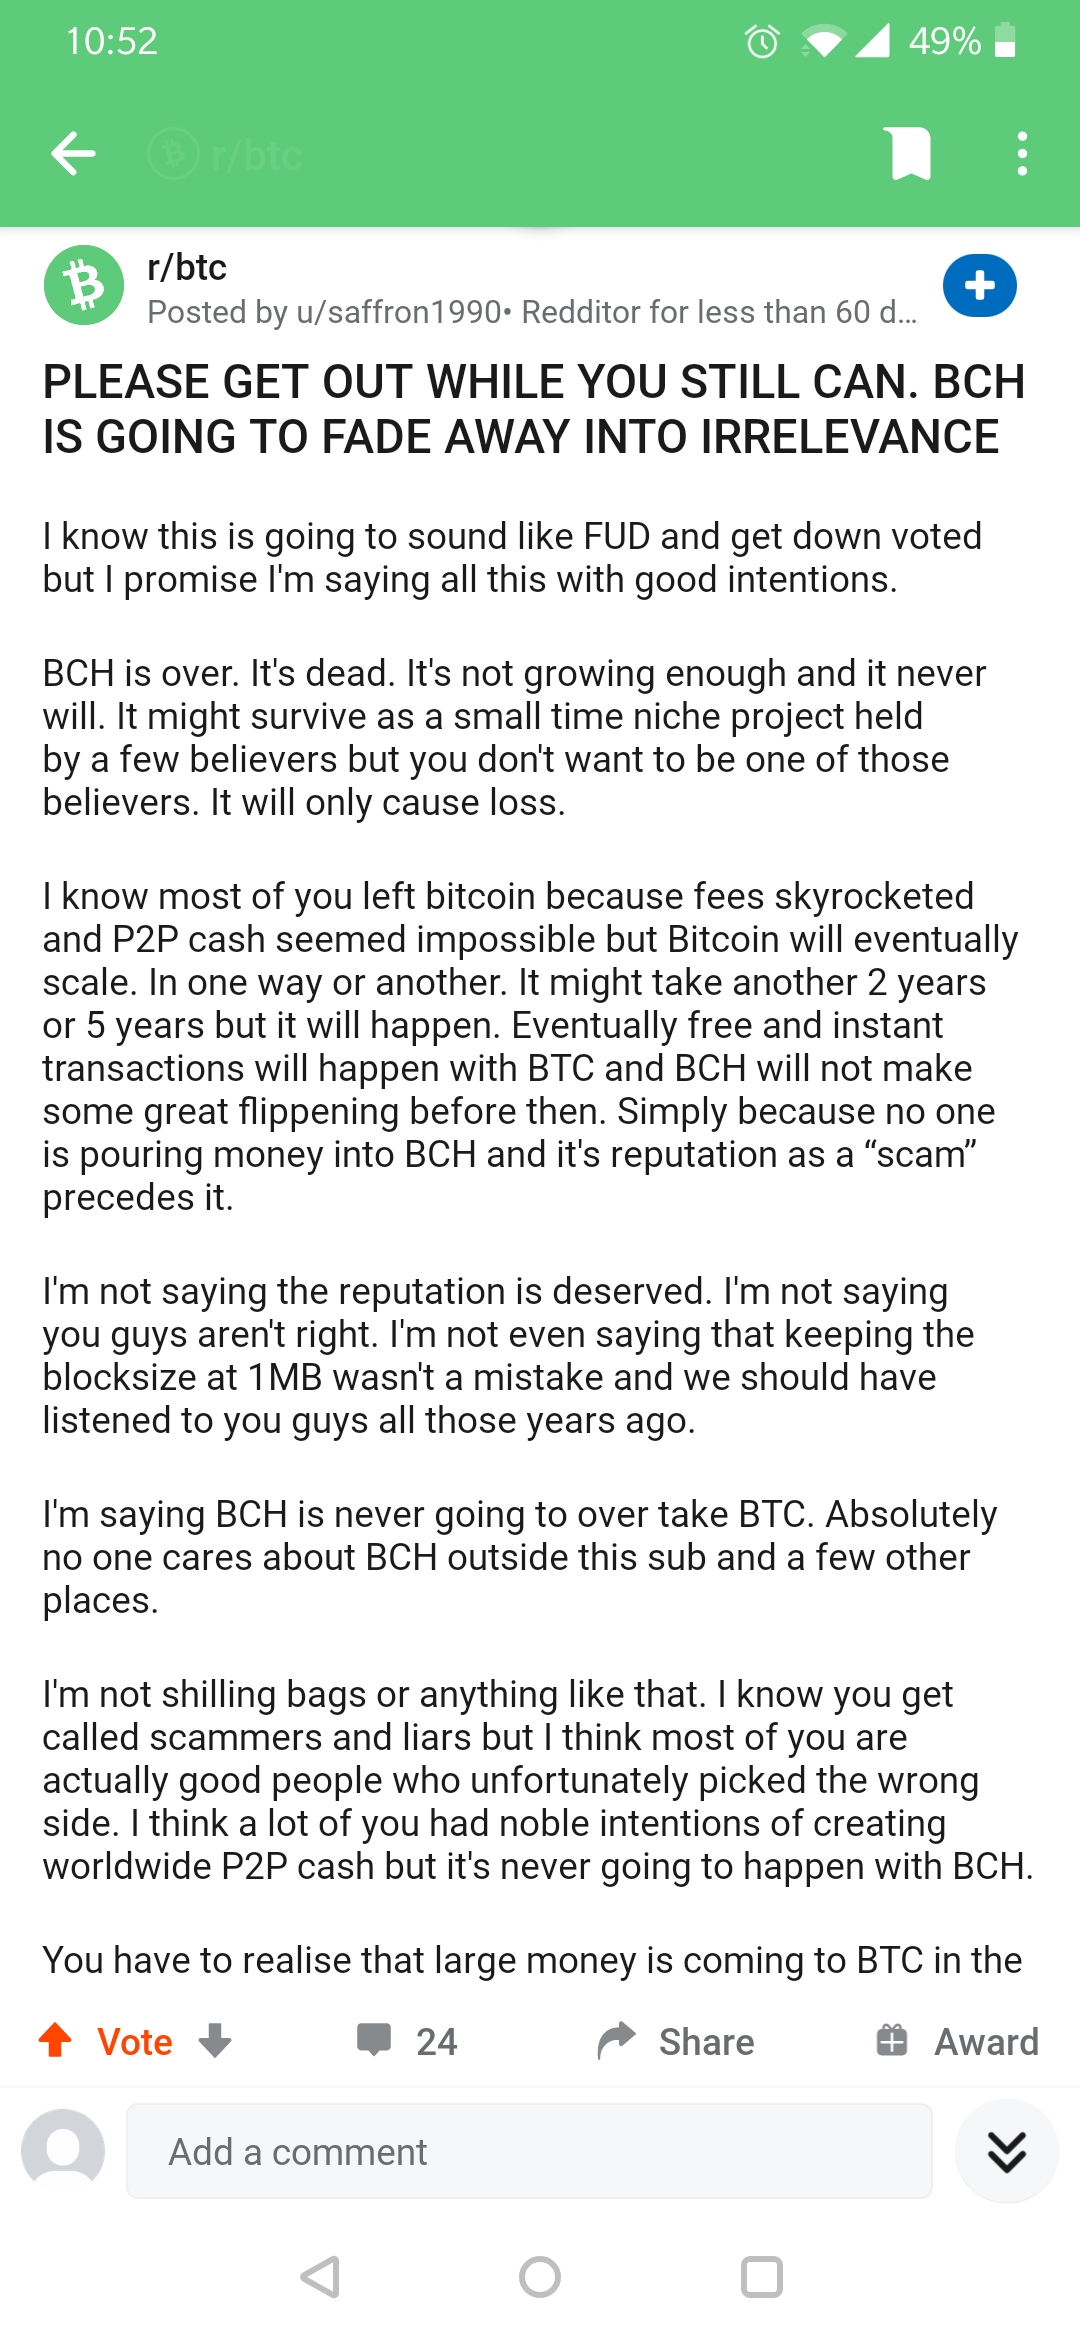 10:52
49%
r/btc
r/btc
Posted by u/saffron1990• Redditor for less than 60 d...
PLEASE GET OUT WHILE YOU STILL CAN. BCH
IS GOING TO FADE AWAY INTO IRRELEVANCE
I know this is going to sound like FUD and get down voted
but I promise I'm saying all this with good intentions.
BCH is over. It's dead. It's not growing enough and it never
will. It might survive as a small time niche project held
by a few believers but you don't want to be one of those
believers. It will only cause loss.
I know most of you left bitcoin because fees skyrocketed
and P2P cash seemed impossible but Bitcoin will eventually
scale. In one way or another. It might take another 2 years
or 5 years but it will happen. Eventually free and instant
transactions will happen with BTC and BCH will not make
some great flippening before then. Simply because no one
is pouring money into BCH and it's reputation as a “scam”
precedes it.
I'm not saying the reputation is deserved. I'm not saying
you guys aren't right. I'm not even saying that keeping the
blocksize at 1MB wasn't a mistake and we should have
listened to you guys all those years ago.
I'm saying BCH is never going to over take BTC. Absolutely
no one cares about BCH outside this sub and a few other
places.
I'm not shilling bags or anything like that. I know you get
called scammers and liars but I think most of you are
actually good people who unfortunately picked the wrong
side. I think a lot of you had noble intentions of creating
worldwide P2P cash but it's never going to happen with BCH.
You have to realise that large money is coming to BTC in the
Vote 24 Share Award
Add a comment